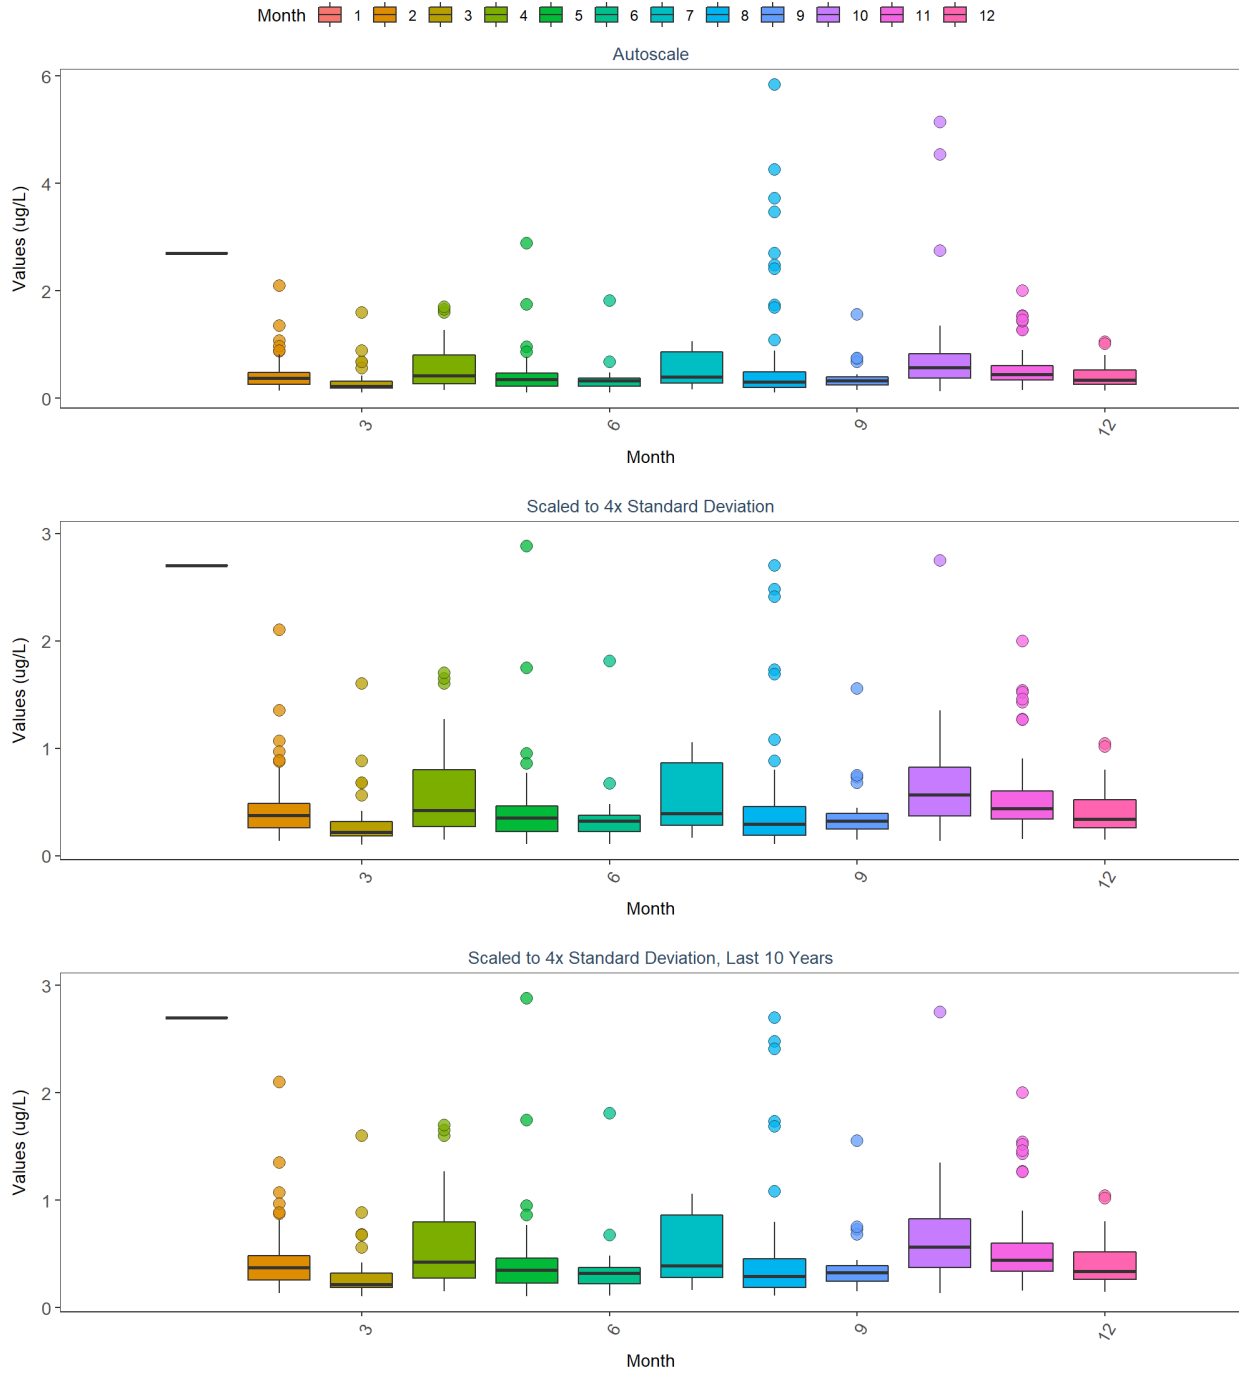 Month 1 2 3 4 5 6 7 8 9 10 11 12
Autoscale
6
4
2
0
Values (ug/L)
3 6 9 12
Month
Scaled to 4x Standard Deviation
3
2
1
0
Values (ug/L)
3 6 9 12
Month
Scaled to 4x Standard Deviation, Last 10 Years
3
2
1
0
Values (ug/L)
3 6 9 12
Month